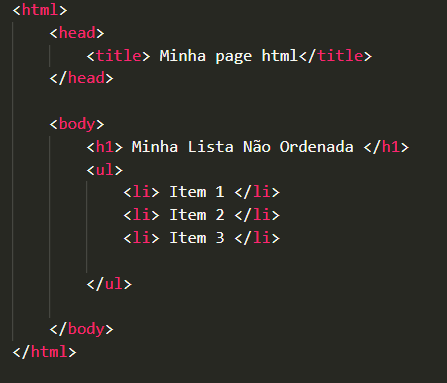 <html>
<head>
<title> Minha page html</title>
</head>
<body>
<h1> Minha Lista Não Ordenada </h1>
<ul>
<li> Item 1 </li>
<li> Item 2 </li>
<li> Item 3 </li>
</ul>
</body>
</html>